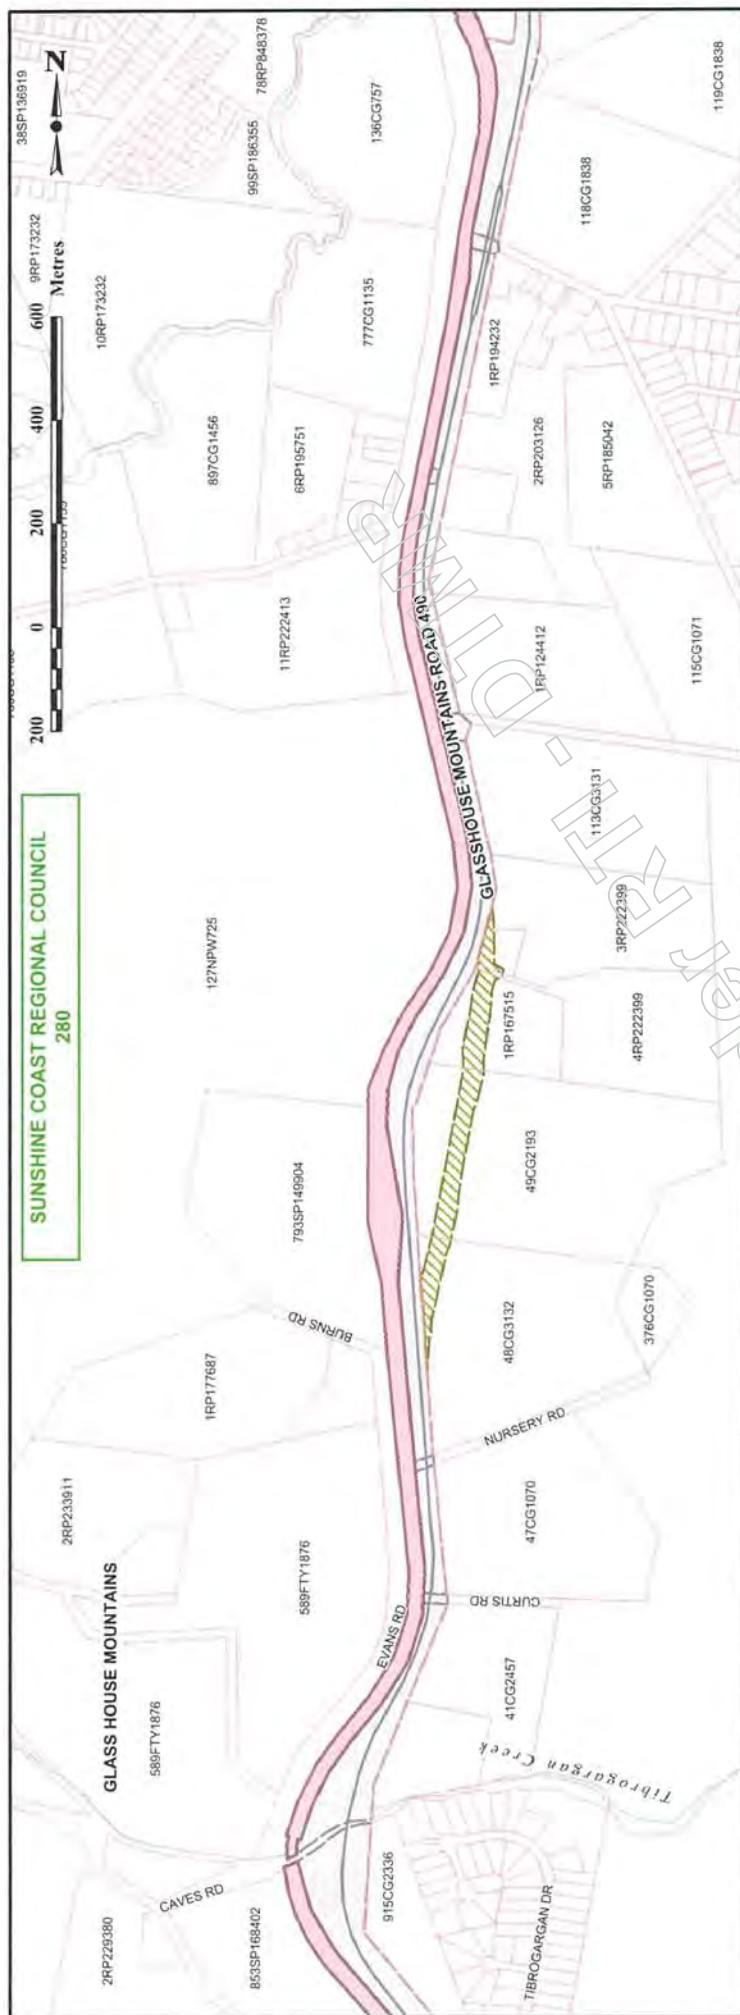 SUNSHINE COAST REGIONAL COUNCIL
280
200 0 200 400 600
Metres
N
38SP136919
9RP173232
10RP173232
99SP186355
78RP848378
136CG757
777CG1135
897CG1456
6RP195751
11RP222413
127NPW725
793SP149904
BURNS RD
1RP177687
2RP233911
589FTY1876
GLASS HOUSE MOUNTAINS
589FTY1876
EVANS RD
2RP229380
CAVES RD
853SP168402
915CG2336
TIBROGARGAN DR
Tibrogargan Creek
41CG2457
CURTIS RD
47CG1070
NURSERY RD
48CG3132
376CG1070
49CG2193
1RP167515
4RP222399
3RP222399
113CG3131
GLASSHOUSE MOUNTAINS ROAD 490
1RP124412
115CG1071
2RP203126
5RP185042
1RP194232
118CG1838
119CG1838
RTI - DTMR